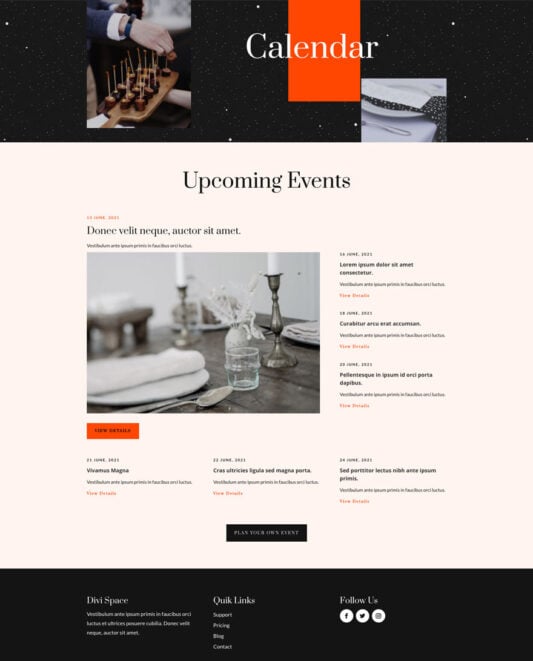 Calendar
Upcoming Events
13 JUNE, 2021
Donec velit neque, auctor sit amet.
Vestibulum ante ipsum primis in faucibus orci luctus.
VIEW DETAILS
16 JUNE, 2021
Lorem ipsum dolor sit amet
consectetur.
Vestibulum ante ipsum primis in faucibus orci luctus.
View Details
18 JUNE, 2021
Curabitur arcu erat accumsan.
Vestibulum ante ipsum primis in faucibus orci luctus.
View Details
20 JUNE, 2021
Pellentesque in ipsum id orci porta
dapibus.
Vestibulum ante ipsum primis in faucibus orci luctus.
View Details
21 JUNE, 2021
Vivamus Magna
Vestibulum ante ipsum primis in faucibus orci luctus.
View Details
22 JUNE, 2021
Cras ultricies ligula sed magna porta.
Vestibulum ante ipsum primis in faucibus orci luctus.
View Details
24 JUNE, 2021
Sed porttitor lectus nibh ante ipsum
primis.
Vestibulum ante ipsum primis in faucibus orci luctus.
View Details
PLAN YOUR OWN EVENT
Divi Space
Vestibulum ante ipsum primis in faucibus orci
luctus et ultrices posuere cubilia. Donec velit
neque, auctor sit amet.
Quik Links
Support
Pricing
Blog
Contact
Follow Us